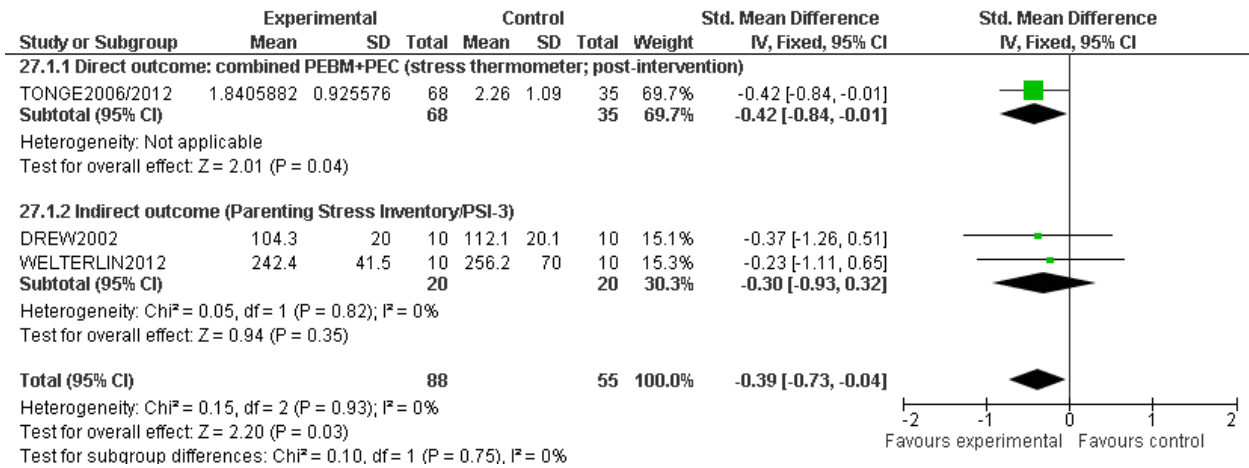 Experimental Control Std. Mean Difference Std. Mean Difference
Study or Subgroup Mean SD Total Mean SD Total Weight IV, Fixed, 95% CI IV, Fixed, 95% CI
27.1.1 Direct outcome: combined PEBM+PEC (stress thermometer; post-intervention)
TONGE2006/2012 1.8405882 0.925576 68 2.26 1.09 35 69.7% -0.42 [-0.84, -0.01]
Subtotal (95% CI) 68 35 69.7% -0.42 [-0.84, -0.01]
Heterogeneity: Not applicable
Test for overall effect: Z = 2.01 (P = 0.04)
27.1.2 Indirect outcome (Parenting Stress Inventory/PSI-3)
DREW2002 104.3 20 10 112.1 20.1 10 15.1% -0.37 [-1.26, 0.51]
WELTERLIN2012 242.4 41.5 10 256.2 70 10 15.3% -0.23 [-1.11, 0.65]
Subtotal (95% CI) 20 20 30.3% -0.30 [-0.93, 0.32]
Heterogeneity: Chi² = 0.05, df = 1 (P = 0.82); I² = 0%
Test for overall effect: Z = 0.94 (P = 0.35)
Total (95% CI) 88 55 100.0% -0.39 [-0.73, -0.04]
Heterogeneity: Chi² = 0.15, df = 2 (P = 0.93); I² = 0%
Test for overall effect: Z = 2.20 (P = 0.03)
Test for subgroup differences: Chi² = 0.10, df = 1 (P = 0.75), I² = 0%
-2 -1 0 1 2
Favours experimental Favours control